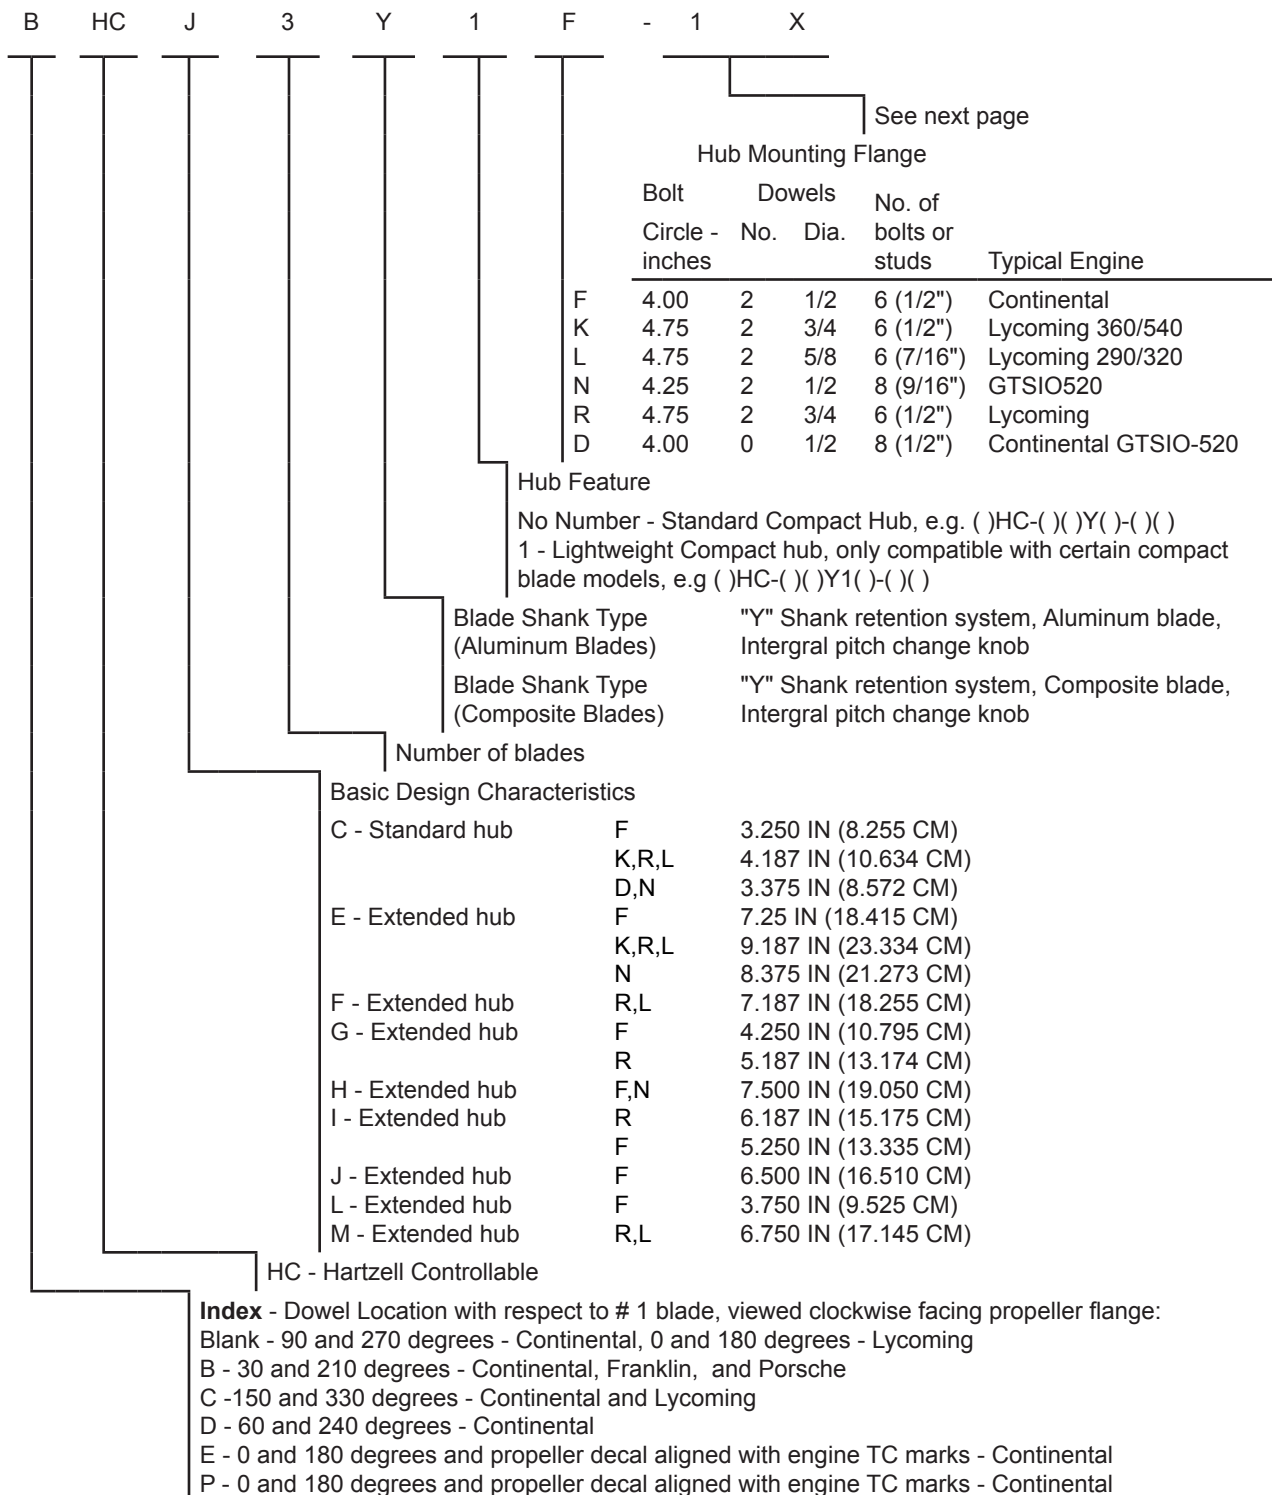 B HC J 3 Y 1 F - 1 X
See next page
Hub Mounting Flange
Bolt Dowels No. of
Circle - No. Dia. bolts or
inches studs Typical Engine
F 4.00 2 1/2 6 (1/2") Continental
K 4.75 2 3/4 6 (1/2") Lycoming 360/540
L 4.75 2 5/8 6 (7/16") Lycoming 290/320
N 4.25 2 1/2 8 (9/16") GTSIO520
R 4.75 2 3/4 6 (1/2") Lycoming
D 4.00 0 1/2 8 (1/2") Continental GTSIO-520
Hub Feature
No Number - Standard Compact Hub, e.g. ( )HC-( )( )Y( )-( )( )
1 - Lightweight Compact hub, only compatible with certain compact
blade models, e.g ( )HC-( )( )Y1( )-( )( )
Blade Shank Type "Y" Shank retention system, Aluminum blade,
(Aluminum Blades) Intergral pitch change knob
Blade Shank Type "Y" Shank retention system, Composite blade,
(Composite Blades) Intergral pitch change knob
Number of blades
Basic Design Characteristics
C - Standard hub F 3.250 IN (8.255 CM)
K,R,L 4.187 IN (10.634 CM)
D,N 3.375 IN (8.572 CM)
E - Extended hub F 7.25 IN (18.415 CM)
K,R,L 9.187 IN (23.334 CM)
N 8.375 IN (21.273 CM)
F - Extended hub R,L 7.187 IN (18.255 CM)
G - Extended hub F 4.250 IN (10.795 CM)
R 5.187 IN (13.174 CM)
H - Extended hub F,N 7.500 IN (19.050 CM)
I - Extended hub R 6.187 IN (15.175 CM)
F 5.250 IN (13.335 CM)
J - Extended hub F 6.500 IN (16.510 CM)
L - Extended hub F 3.750 IN (9.525 CM)
M - Extended hub R,L 6.750 IN (17.145 CM)
HC - Hartzell Controllable
Index - Dowel Location with respect to # 1 blade, viewed clockwise facing propeller flange:
Blank - 90 and 270 degrees - Continental, 0 and 180 degrees - Lycoming
B - 30 and 210 degrees - Continental, Franklin, and Porsche
C -150 and 330 degrees - Continental and Lycoming
D - 60 and 240 degrees - Continental
E - 0 and 180 degrees and propeller decal aligned with engine TC marks - Continental
P - 0 and 180 degrees and propeller decal aligned with engine TC marks - Continental